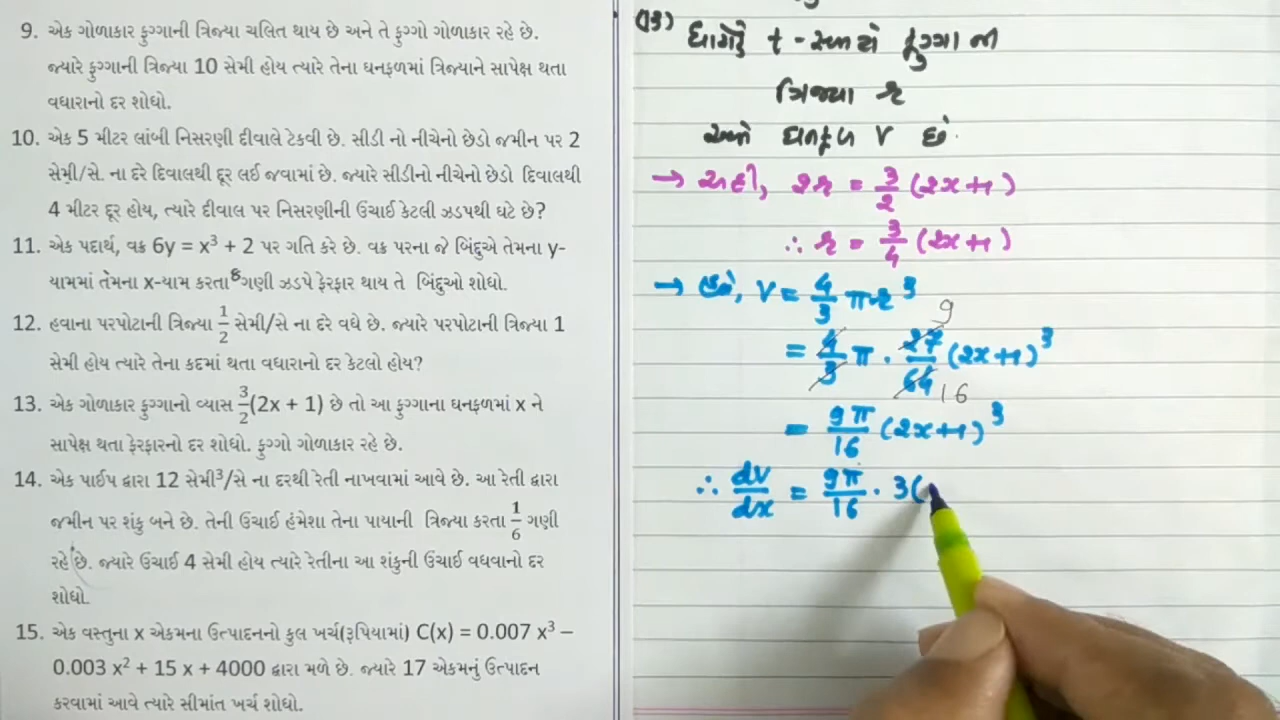 9. એક ગોળાકાર ફુગ્ગાની ત્રિજ્યા ચલિત થાય છે અને તે ફુગ્ગો ગોળાકાર રહે છે.
જ્યારે ફુગ્ગાની ત્રિજ્યા 10 સેમી હોય ત્યારે તેના ઘનફળમાં ત્રિજ્યાને સાપેક્ષ થતા
વધારાનો દર શોધો.
10. એક 5 મીટર લાંબી નિસરણી દીવાલે ટેકવી છે. સીડી નો નીચેનો છેડો જમીન પર 2
સેમી/સે. ના દરે દિવાલથી દૂર લઈ જવામાં છે. જ્યારે સીડીનો નીચેનો છેડો દિવાલથી
4 મીટર દૂર હોય, ત્યારે દીવાલ પર નિસરણીની ઉંચાઈ કેટલી ઝડપથી ઘટે છે?
11. એક પદાર્થ, વક્ર 6y = x³ + 2 પર ગતિ કરે છે. વક્ર પરના જે બિંદુએ તેમના y-
યામમાં તેમના x-યામ કરતા 8 ગણી ઝડપે ફેરફાર થાય તે બિંદુઓ શોધો.
12. હવાના પરપોટાની ત્રિજ્યા 1/2 સેમી/સે ના દરે વધે છે. જ્યારે પરપોટાની ત્રિજ્યા 1
સેમી હોય ત્યારે તેના કદમાં થતા વધારાનો દર કેટલો હોય?
13. એક ગોળાકાર ફુગ્ગાનો વ્યાસ 3/2(2x + 1) છે તો આ ફુગ્ગાના ઘનફળમાં x ને
સાપેક્ષ થતા ફેરફારનો દર શોધો. ફુગ્ગો ગોળાકાર રહે છે.
14. એક પાઈપ દ્વારા 12 સેમી³/સે ના દરથી રેતી નાખવામાં આવે છે. આ રેતી દ્વારા
જમીન પર શંકુ બને છે. તેની ઉંચાઈ હંમેશા તેના પાયાની ત્રિજ્યા કરતા 1/6 ગણી
રહે છે. જ્યારે ઉંચાઈ 4 સેમી હોય ત્યારે રેતીના આ શંકુની ઉંચાઈ વધવાનો દર
શોધો.
15. એક વસ્તુના x એકમના ઉત્પાદનનો કુલ ખર્ચ(રૂપિયામાં) C(x) = 0.007 x³ –
0.003 x² + 15 x + 4000 દ્વારા મળે છે. જ્યારે 17 એકમનું ઉત્પાદન
કરવામાં આવે ત્યારે સીમાંત ખર્ચ શોધો.
(13) ધારોકે t - સમયે ફુગ્ગા ની
ત્રિજ્યા r
અને ઘનફળ V છે.
→ અહી, 2r = 3/2 (2x+1)
∴ r = 3/4 (2x+1)
→ હવે, V = 4/3 πr³
= 4/3 π · 27/64 (2x+1)³ 9 16
= 9π/16 (2x+1)³
∴ dV/dx = 9π/16 · 3(